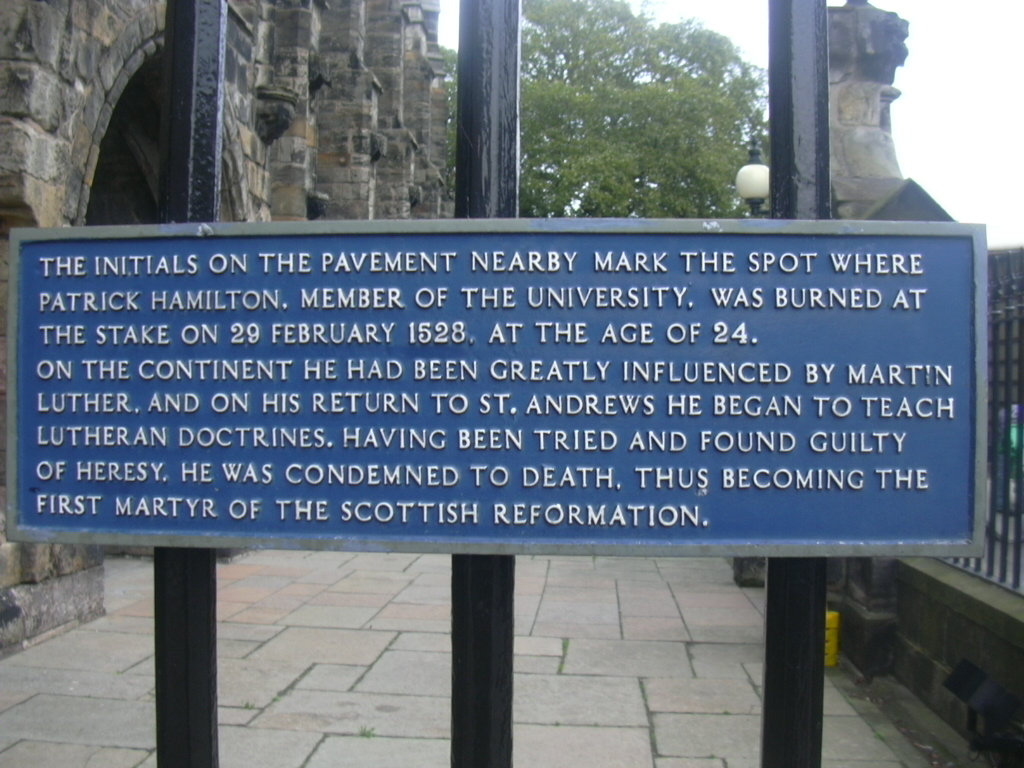 THE INITIALS ON THE PAVEMENT NEARBY MARK THE SPOT WHERE
PATRICK HAMILTON, MEMBER OF THE UNIVERSITY, WAS BURNED AT
THE STAKE ON 29 FEBRUARY 1528, AT THE AGE OF 24.
ON THE CONTINENT HE HAD BEEN GREATLY INFLUENCED BY MARTIN
LUTHER, AND ON HIS RETURN TO ST. ANDREWS HE BEGAN TO TEACH
LUTHERAN DOCTRINES. HAVING BEEN TRIED AND FOUND GUILTY
OF HERESY, HE WAS CONDEMNED TO DEATH, THUS BECOMING THE
FIRST MARTYR OF THE SCOTTISH REFORMATION.